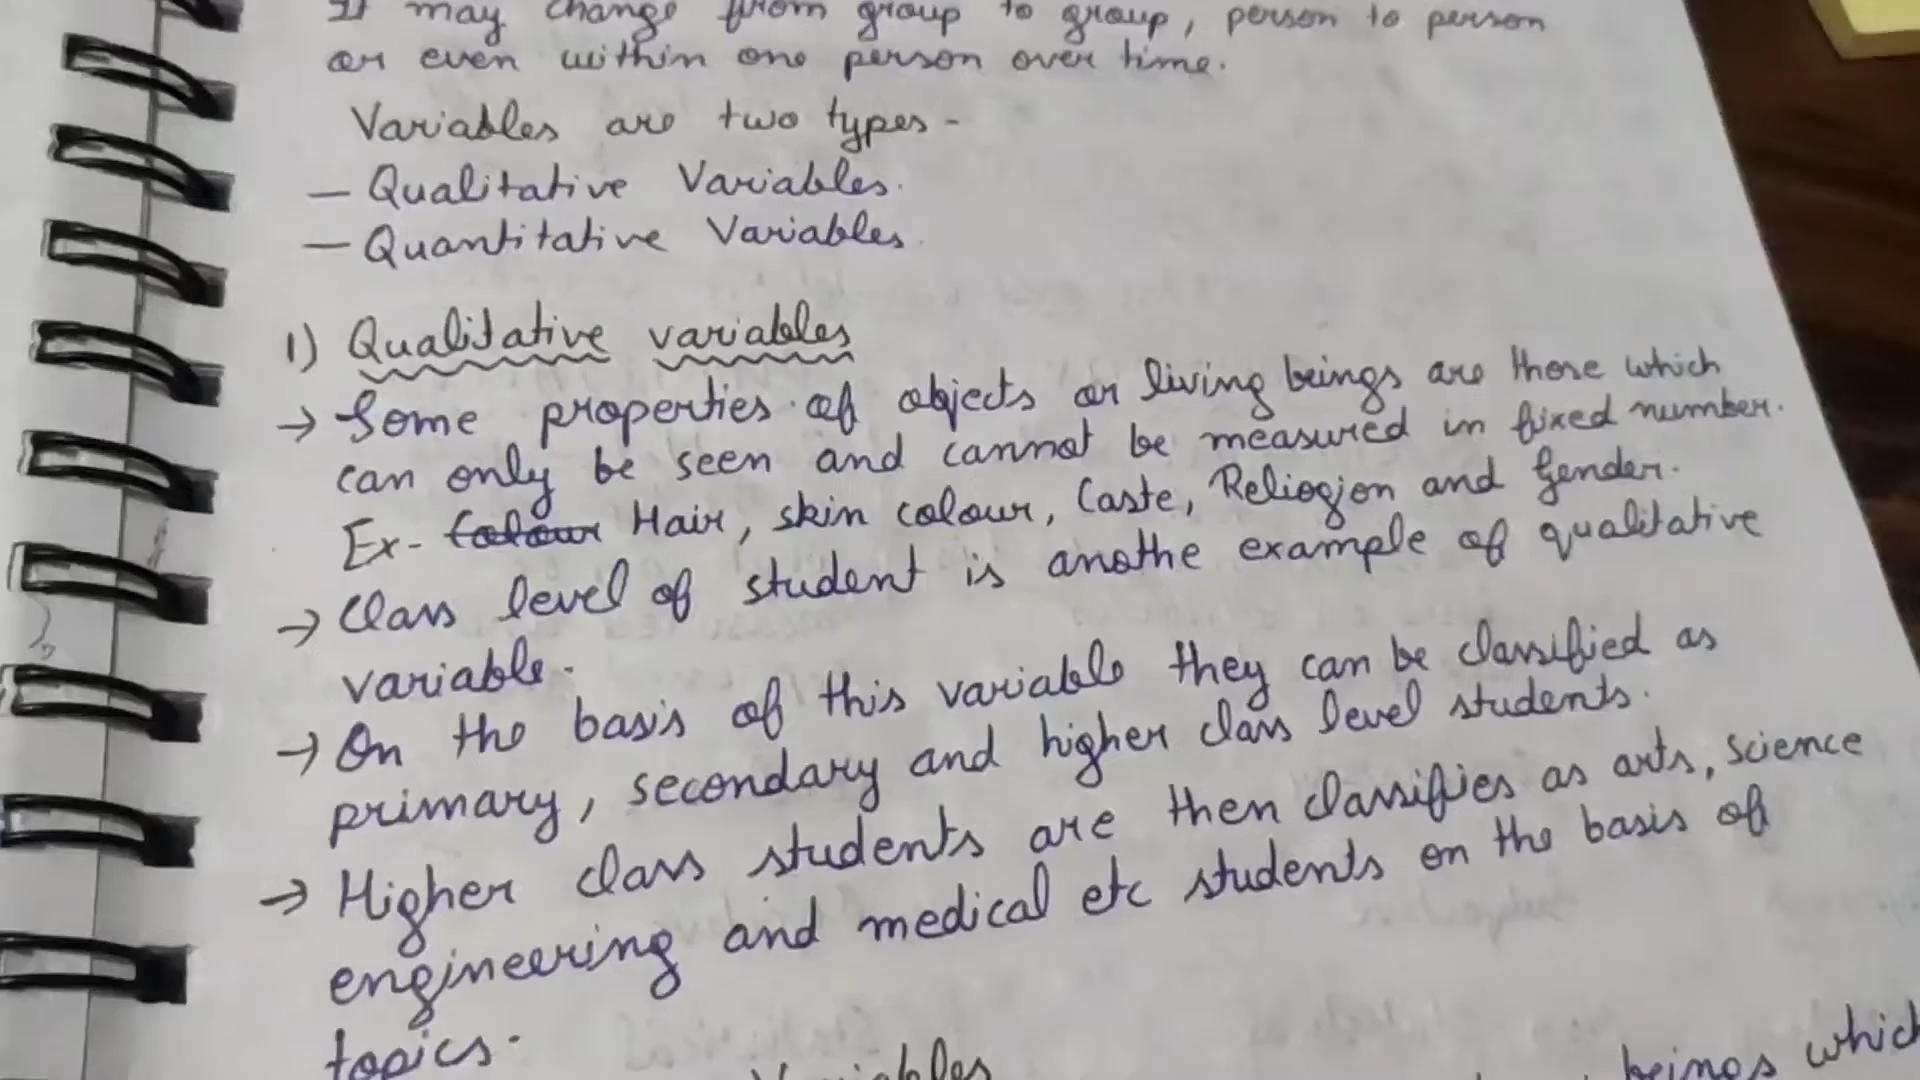 It may change from group to group, person to person
or even within one person over time.
Variables are two types -
— Qualitative Variables.
— Quantitative Variables.
1) Qualitative variables
→ Some properties of objects or living beings are those which
can only be seen and cannot be measured in fixed number.
Ex- Colour Hair, skin colour, Caste, Reliogion and Gender.
→ Class level of student is anothe example of qualitative
variable.
→ On the basis of this variable they can be classified as
primary, secondary and higher class level students.
→ Higher class students are then classifies as arts, science
engineering and medical etc students on the basis of
topics.
Variables
beings which